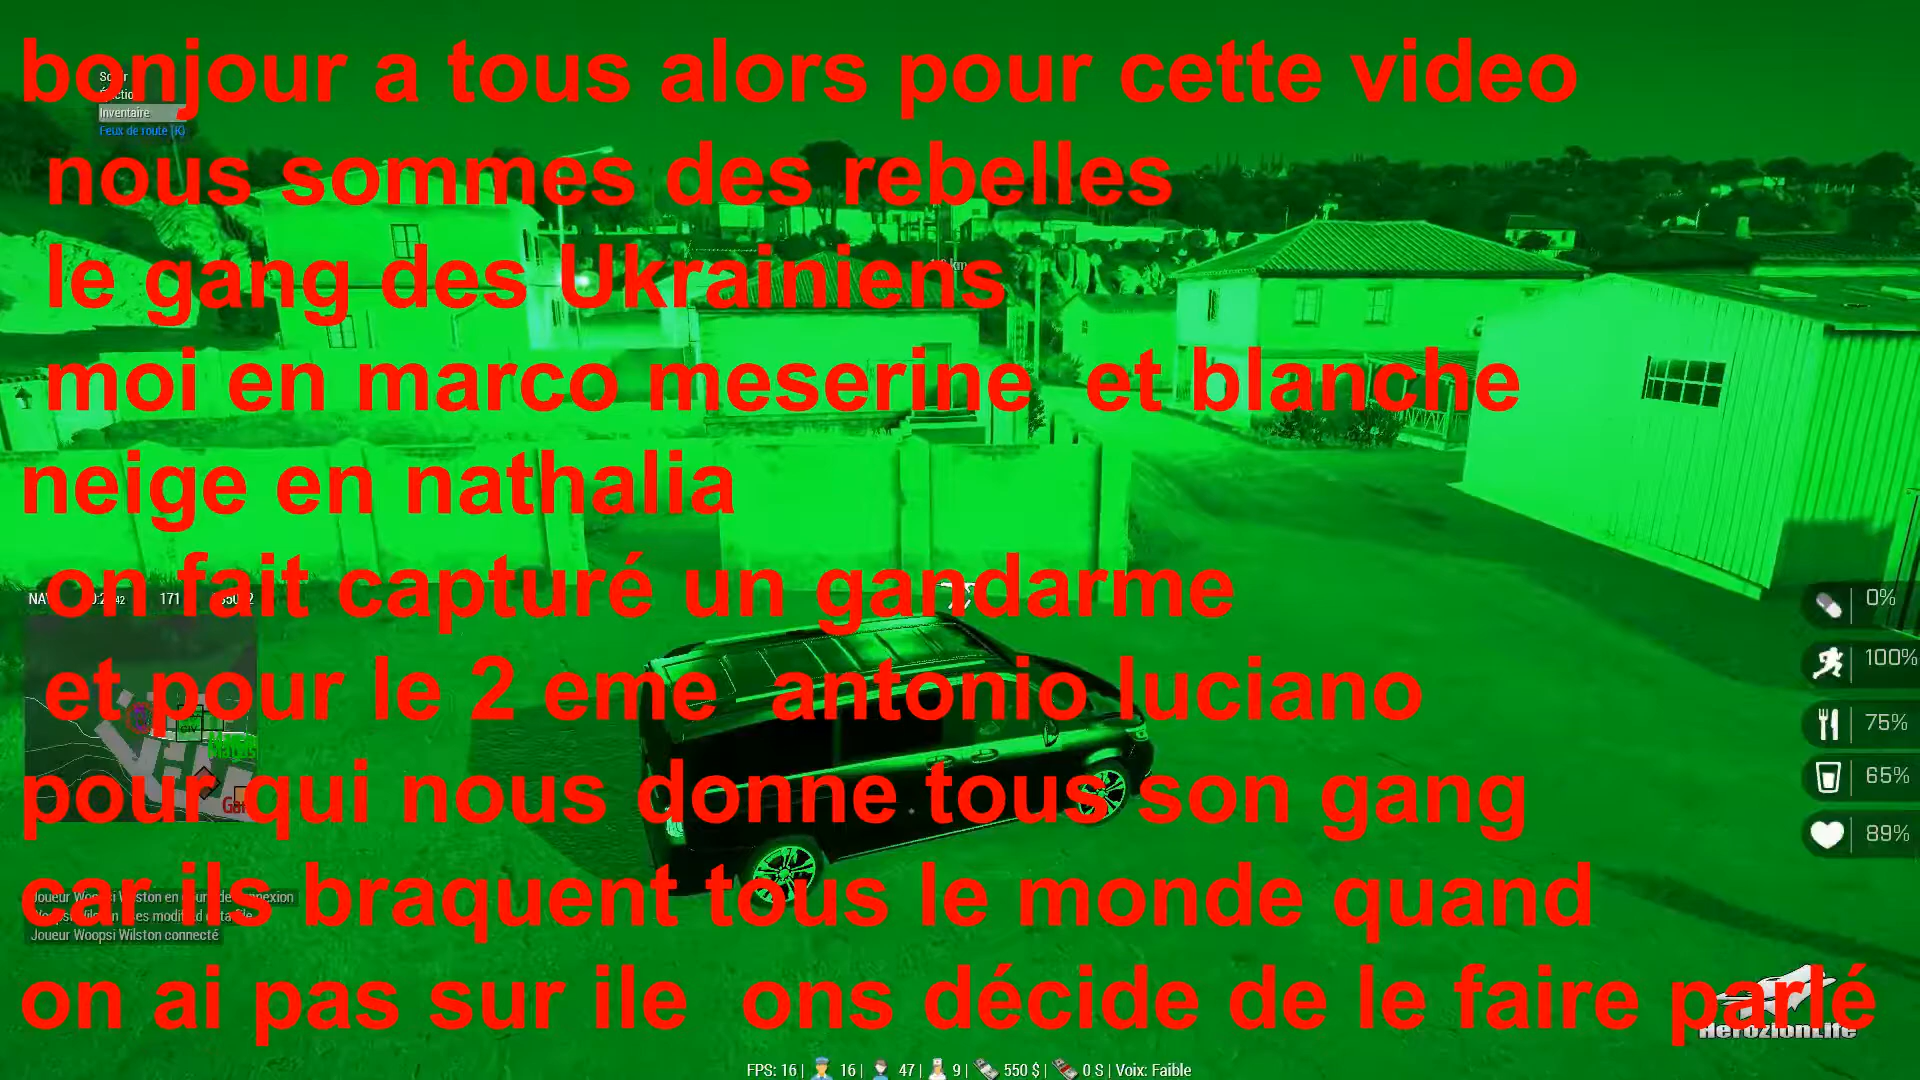 bonjour a tous alors pour cette video
Inventaire
Feux de route (K)
nous sommes des rebelles
le gang des Ukrainiens
moi en marco meserine et blanche
neige en nathalia
on fait capturé un gandarme
171
0%
100%
et pour le 2 eme antonio luciano
75%
pour qui nous donne tous son gang
65%
89%
car ils braquent tous le monde quand
Joueur Woopsi Wilston connecté
on ai pas sur ile ons décide de le faire parlé
HerozionLife
FPS: 16 | 16 | 47 | 9 | 550 $ | 0 S | Voix: Faible